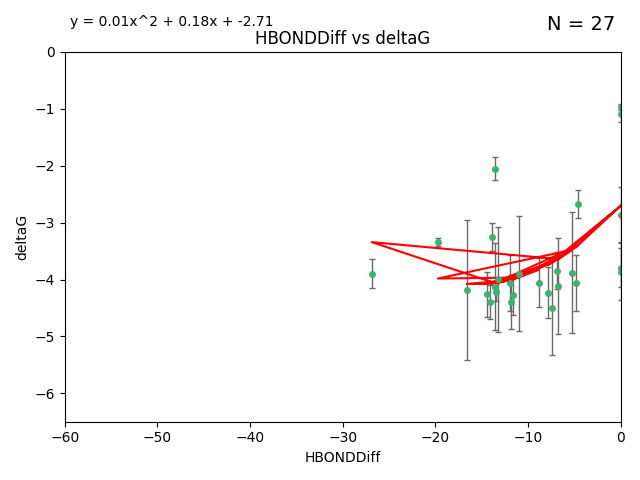 y = 0.01x^2 + 0.18x + -2.71
N = 27
HBONDDiff vs deltaG
0
−1
−2
−3
−4
−5
−6
deltaG
−60
−50
−40
−30
−20
−10
0
HBONDDiff